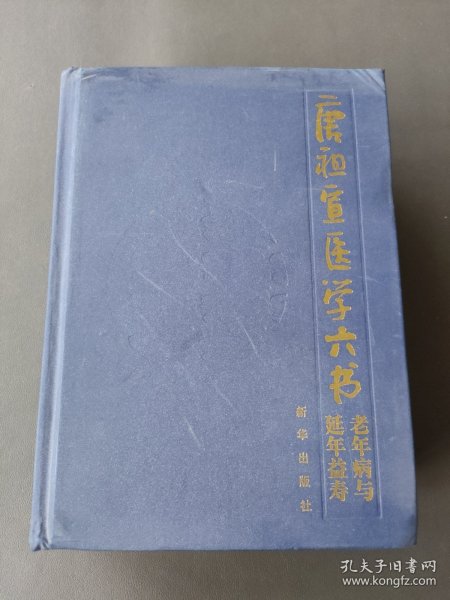 唐祖宣医学六书
老年病与
延年益寿
新华出版社
孔夫子旧书网
www.kongfz.com